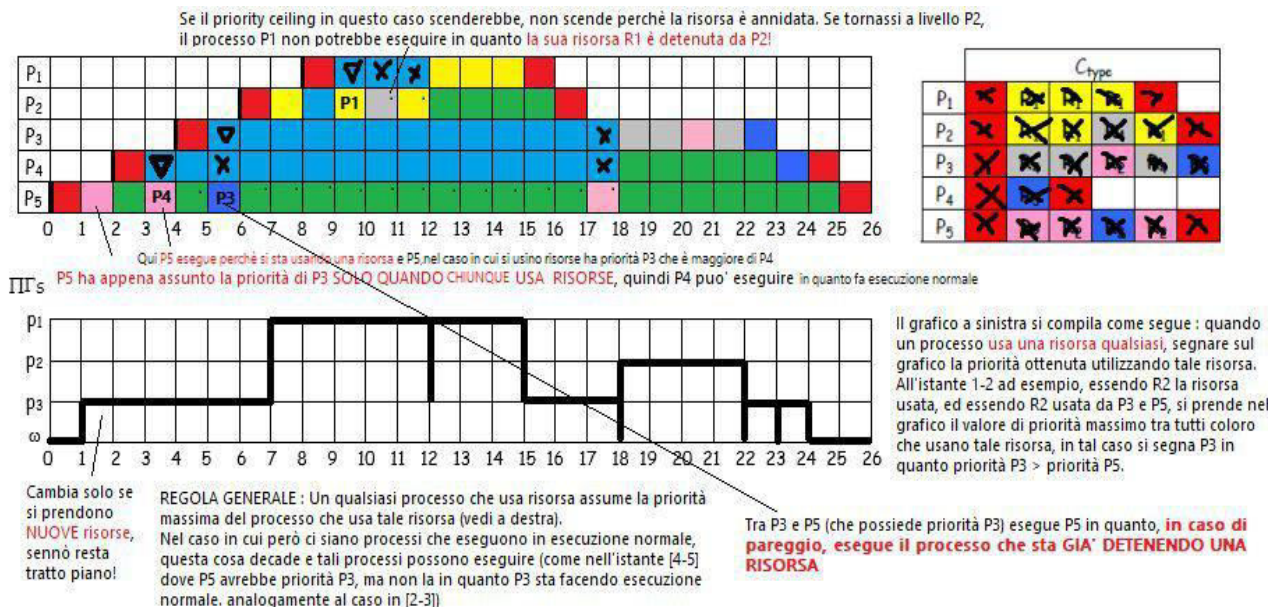 Se il priority ceiling in questo caso scenderebbe, non scende perchè la risorsa è annidata. Se tornassi a livello P2,
il processo P1 non potrebbe eseguire in quanto la sua risorsa R1 è detenuta da P2!
P1
P2 P1
P3
P4
P5 P4 P3
0 1 2 3 4 5 6 7 8 9 10 11 12 13 14 15 16 17 18 19 20 21 22 23 24 25 26
Ctype
P1
P2
P3
P4
P5
Qui P5 esegue perchè si sta usando una risorsa e P5,nel caso in cui si usino risorse ha priorità P3 che è maggiore di P4
P5 ha appena assunto la priorità di P3 SOLO QUANDO CHIUNQUE USA RISORSE, quindi P4 puo' eseguire in quanto fa esecuzione normale
ΠΓs
P1
P2
P3
ω
0 1 2 3 4 5 6 7 8 9 10 11 12 13 14 15 16 17 18 19 20 21 22 23 24 25 26
Il grafico a sinistra si compila come segue : quando
un processo usa una risorsa qualsiasi, segnare sul
grafico la priorità ottenuta utilizzando tale risorsa.
All'istante 1-2 ad esempio, essendo R2 la risorsa
usata, ed essendo R2 usata da P3 e P5, si prende nel
grafico il valore di priorità massimo tra tutti coloro
che usano tale risorsa, in tal caso si segna P3 in
quanto priorità P3 > priorità P5.
Cambia solo se
si prendono
NUOVE risorse,
sennò resta
tratto piano!
REGOLA GENERALE : Un qualsiasi processo che usa risorsa assume la priorità
massima del processo che usa tale risorsa (vedi a destra).
Nel caso in cui però ci siano processi che eseguono in esecuzione normale,
questa cosa decade e tali processi possono eseguire (come nell'istante [4-5]
dove P5 avrebbe priorità P3, ma non la in quanto P3 sta facendo esecuzione
normale. analogamente al caso in [2-3])
Tra P3 e P5 (che possiede priorità P3) esegue P5 in quanto, in caso di
pareggio, esegue il processo che sta GIA' DETENENDO UNA
RISORSA